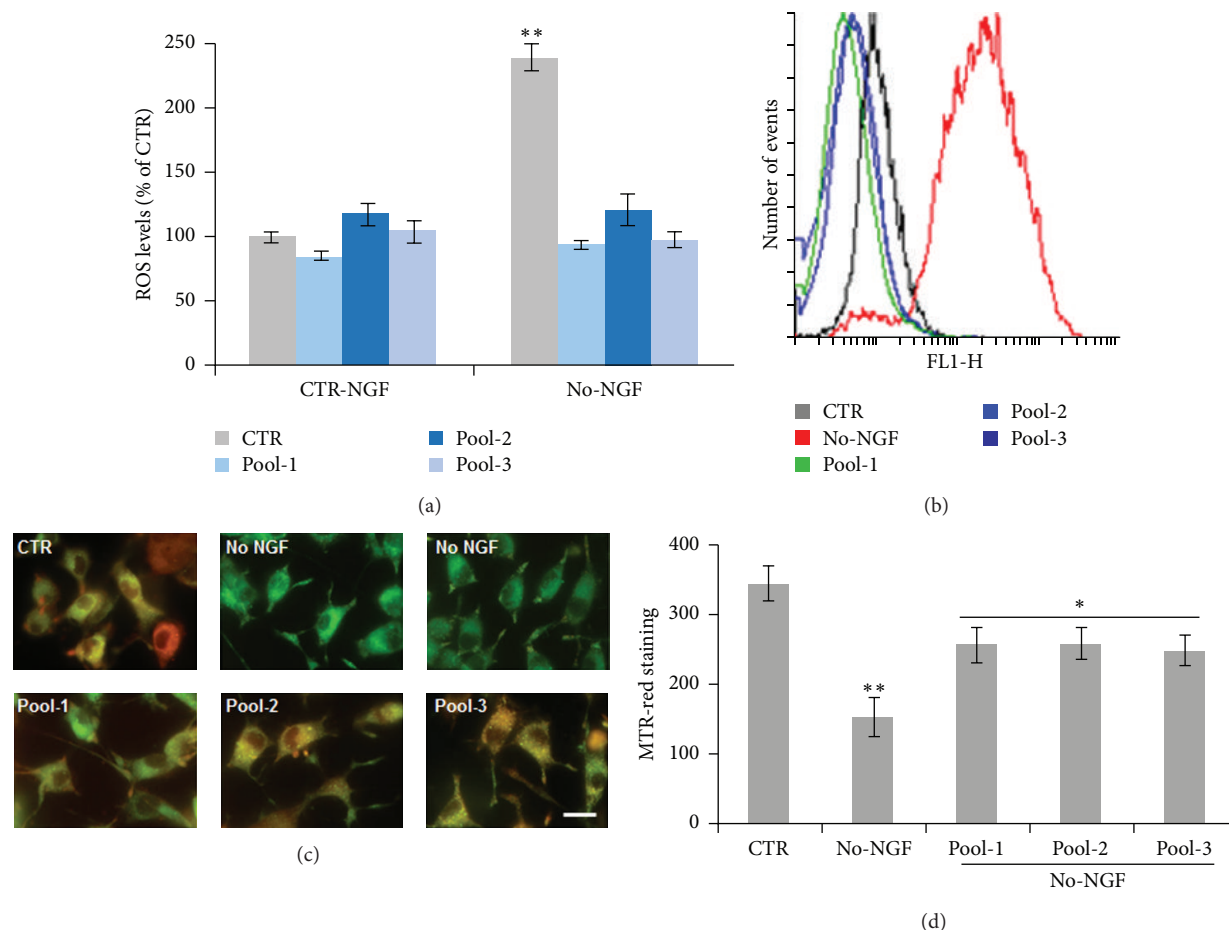 **
250
200
150
100
50
0
ROS levels (% of CTR)
CTR-NGF
No-NGF
CTR
Pool-1
Pool-2
Pool-3
(a)
Number of events
FL1-H
CTR
No-NGF
Pool-1
Pool-2
Pool-3
(b)
CTR
No NGF
No NGF
Pool-1
Pool-2
Pool-3
(c)
400
300
200
100
0
MTR-red staining
**
*
CTR
No-NGF
Pool-1
Pool-2
Pool-3
No-NGF
(d)